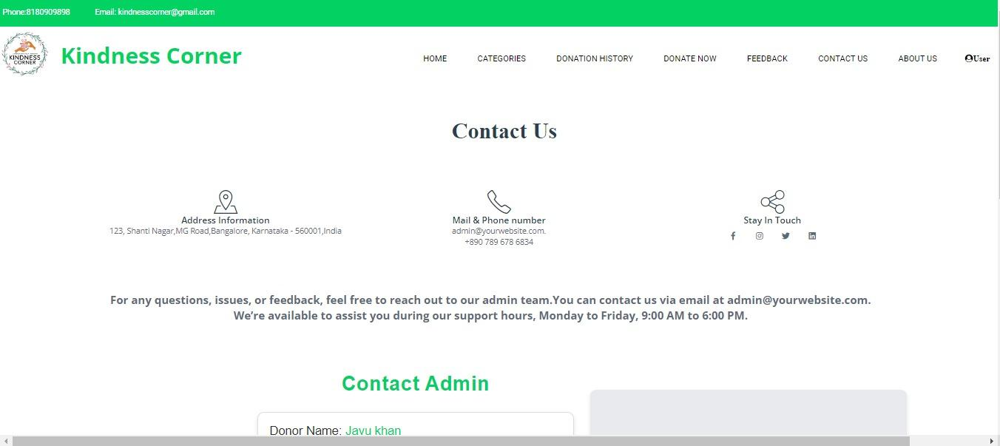 Phone:8180909898 Email: kindnesscorner@gmail.com
KINDNESS
CORNER
Kindness Corner
HOME CATEGORIES DONATION HISTORY DONATE NOW FEEDBACK CONTACT US ABOUT US User
Contact Us
Address Information
123, Shanti Nagar,MG Road,Bangalore, Karnataka - 560001,India
Mail & Phone number
admin@yourwebsite.com.
+890 789 678 6834
Stay In Touch
For any questions, issues, or feedback, feel free to reach out to our admin team.You can contact us via email at admin@yourwebsite.com.
We’re available to assist you during our support hours, Monday to Friday, 9:00 AM to 6:00 PM.
Contact Admin
Donor Name: Javu khan